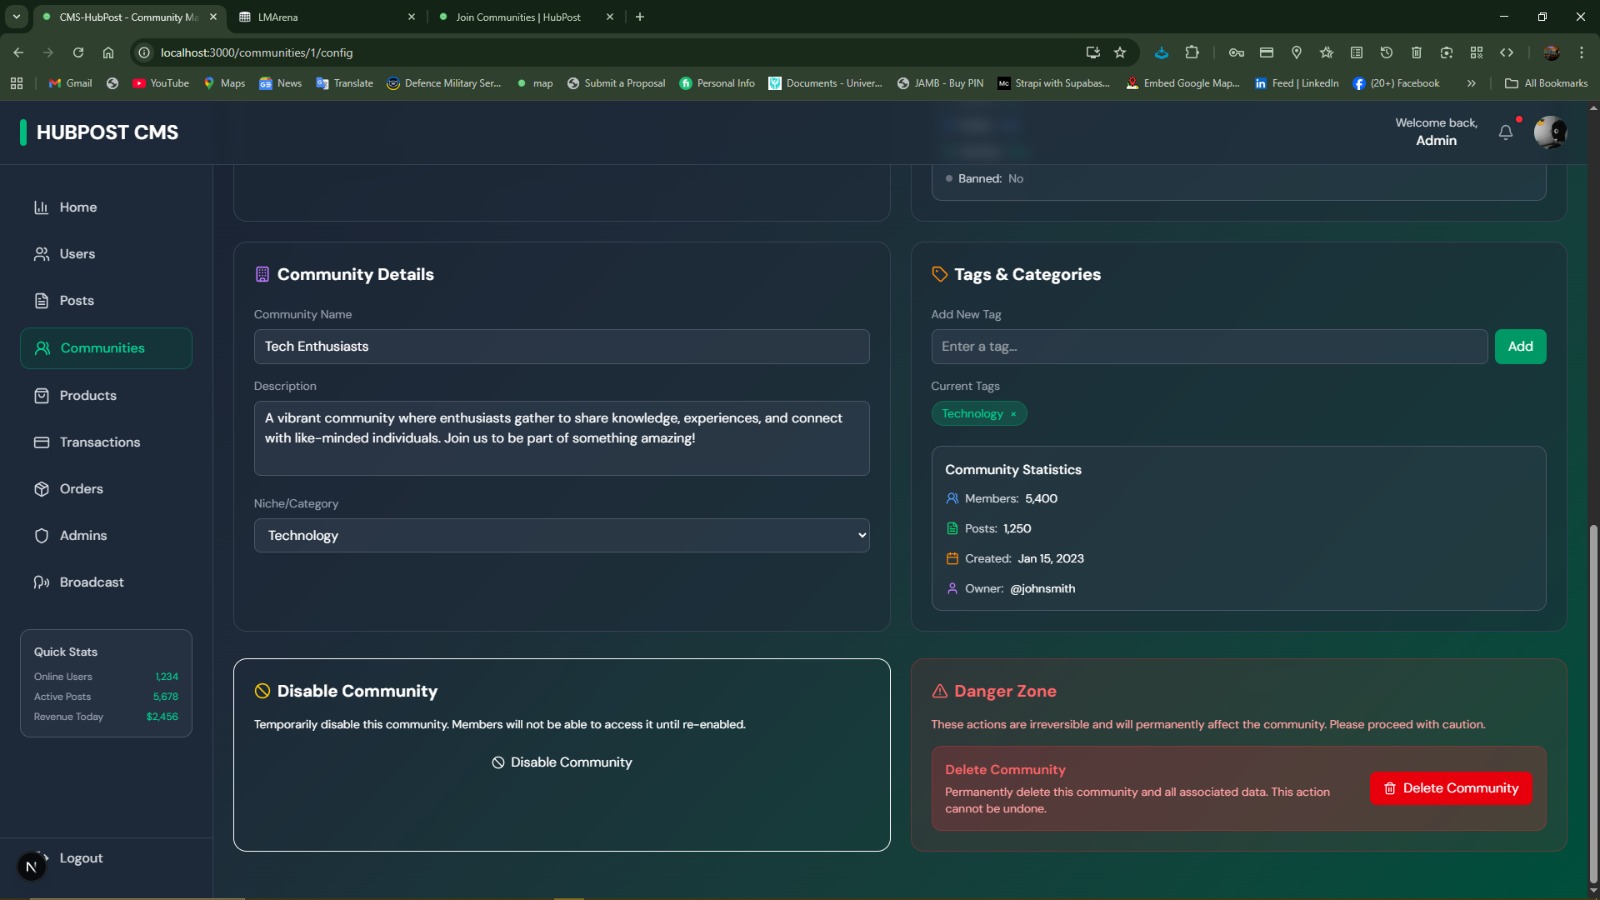 CMS-HubPost - Community Ma
LMArena
Join Communities | HubPost
localhost:3000/communities/1/config
Gmail
YouTube
Maps
News
Translate
Defence Military Ser...
map
Submit a Proposal
Personal Info
Documents - Univer...
JAMB - Buy PIN
Strapi with Supabas...
Embed Google Map...
Feed | LinkedIn
(20+) Facebook
All Bookmarks
HUBPOST CMS
Welcome back,
Admin
Home
Users
Posts
Communities
Products
Transactions
Orders
Admins
Broadcast
Quick Stats
Online Users 1,234
Active Posts 5,678
Revenue Today $2,456
Logout
N
Banned: No
Community Details
Community Name
Tech Enthusiasts
Description
A vibrant community where enthusiasts gather to share knowledge, experiences, and connect
with like-minded individuals. Join us to be part of something amazing!
Niche/Category
Technology
Tags & Categories
Add New Tag
Enter a tag...
Add
Current Tags
Technology ×
Community Statistics
Members: 5,400
Posts: 1,250
Created: Jan 15, 2023
Owner: @johnsmith
Disable Community
Temporarily disable this community. Members will not be able to access it until re-enabled.
Disable Community
Danger Zone
These actions are irreversible and will permanently affect the community. Please proceed with caution.
Delete Community
Permanently delete this community and all associated data. This action
cannot be undone.
Delete Community